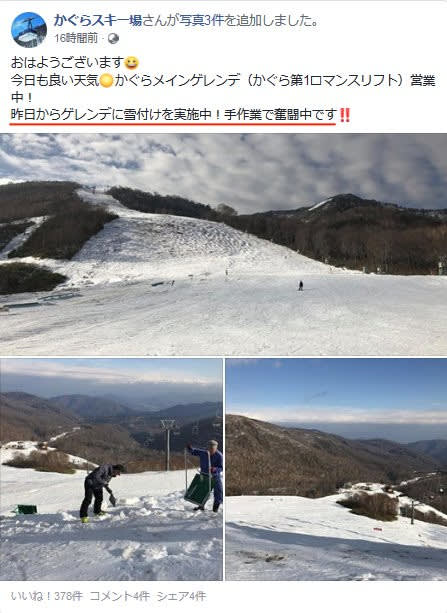 かぐらスキー場さんが写真3件を追加しました。
16時間前 ·
おはようございます😀
今日も良い天気🌞かぐらメインゲレンデ（かぐら第1ロマンスリフト）営業
中！
昨日からゲレンデに雪付けを実施中！手作業で奮闘中です‼️
いいね！378件 コメント4件 シェア4件